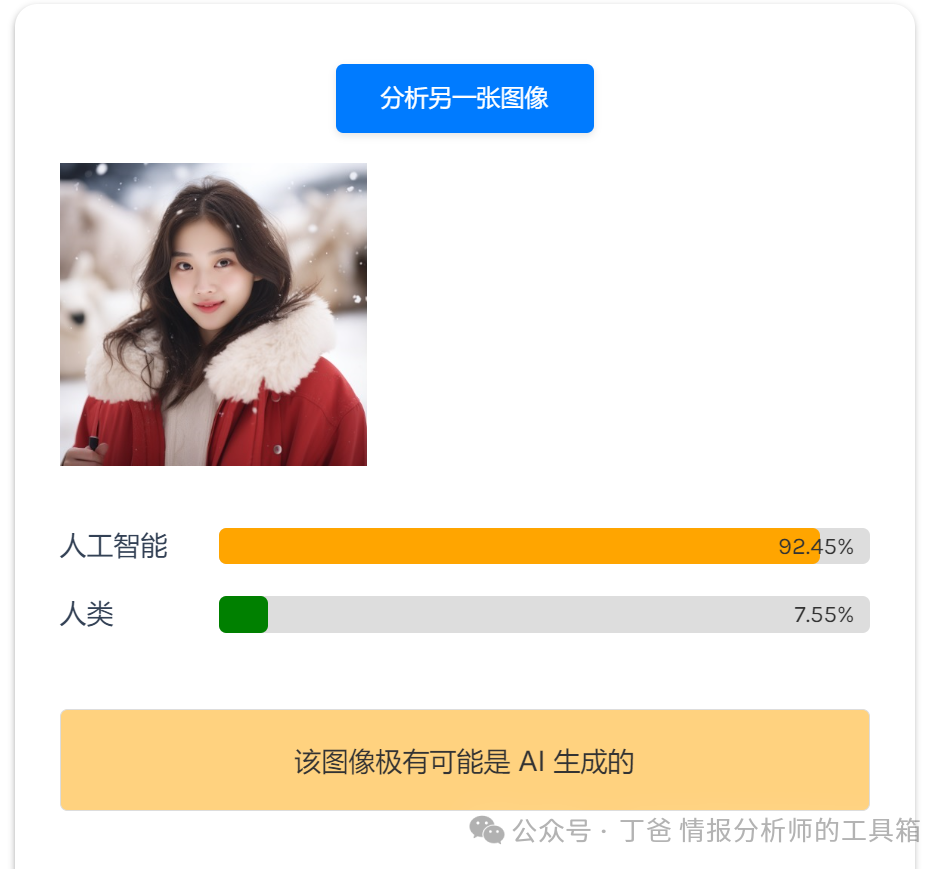 分析另一张图像
人工智能 92.45%
人类 7.55%
该图像极有可能是 AI 生成的
公众号 · 丁爸 情报分析师的工具箱